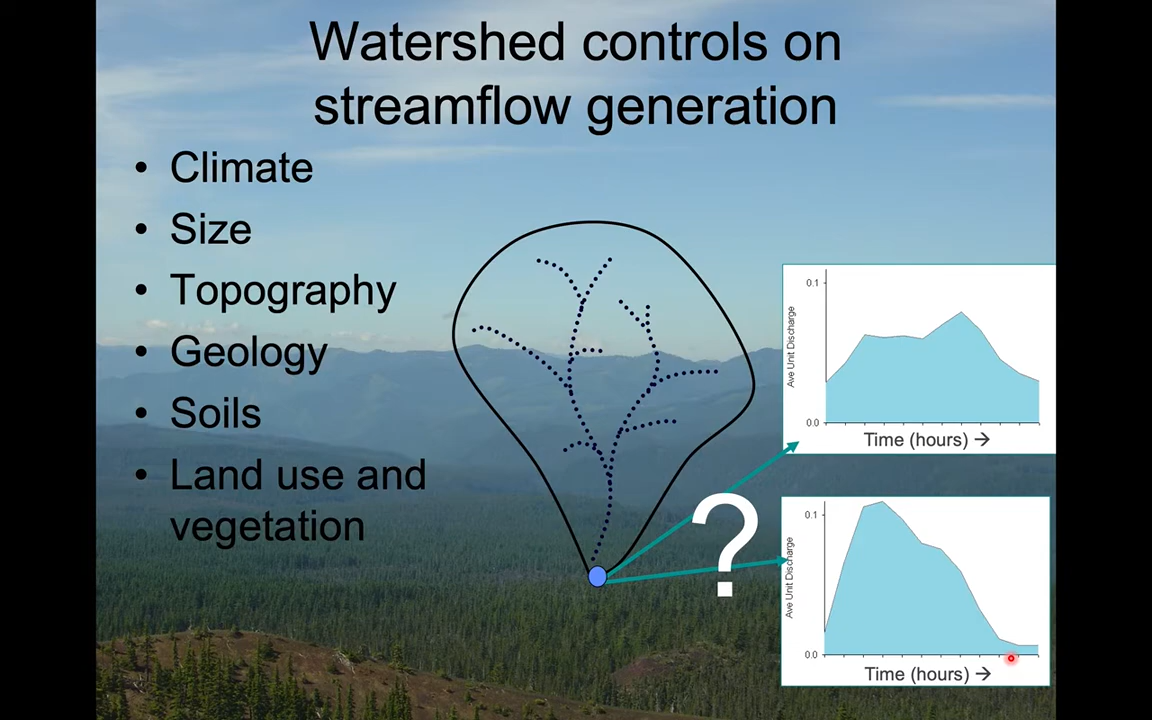 Watershed controls on
streamflow generation
• Climate
• Size
• Topography
• Geology
• Soils
• Land use and
vegetation
?
0.1
Ave Unit Discharge
0.0
Time (hours) →
0.1
Ave Unit Discharge
0.0
Time (hours) →